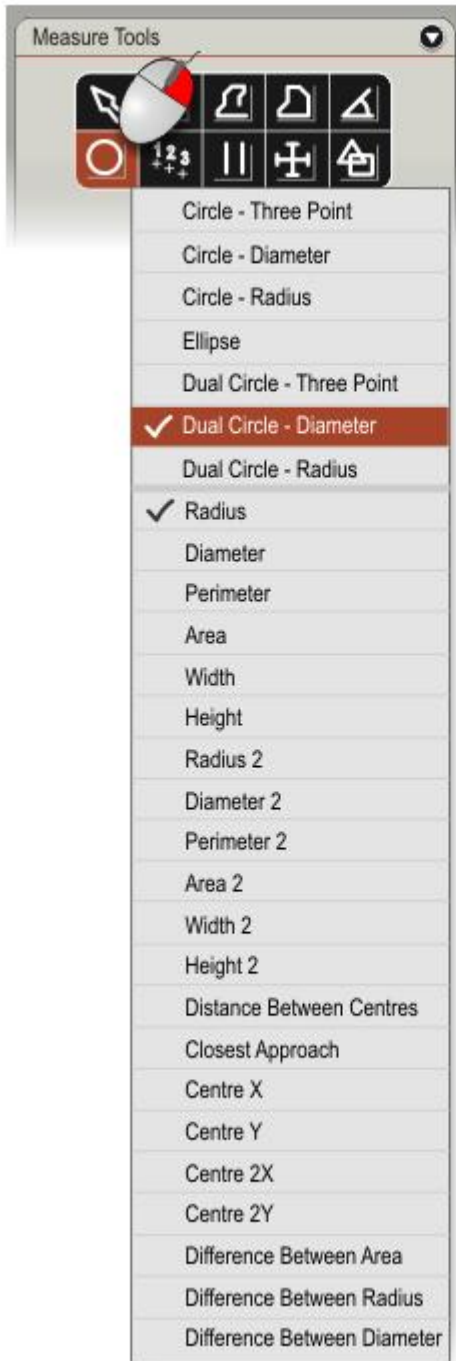 Measure Tools
1 2 3
Circle - Three Point
Circle - Diameter
Circle - Radius
Ellipse
Dual Circle - Three Point
Dual Circle - Diameter
Dual Circle - Radius
Radius
Diameter
Perimeter
Area
Width
Height
Radius 2
Diameter 2
Perimeter 2
Area 2
Width 2
Height 2
Distance Between Centres
Closest Approach
Centre X
Centre Y
Centre 2X
Centre 2Y
Difference Between Area
Difference Between Radius
Difference Between Diameter